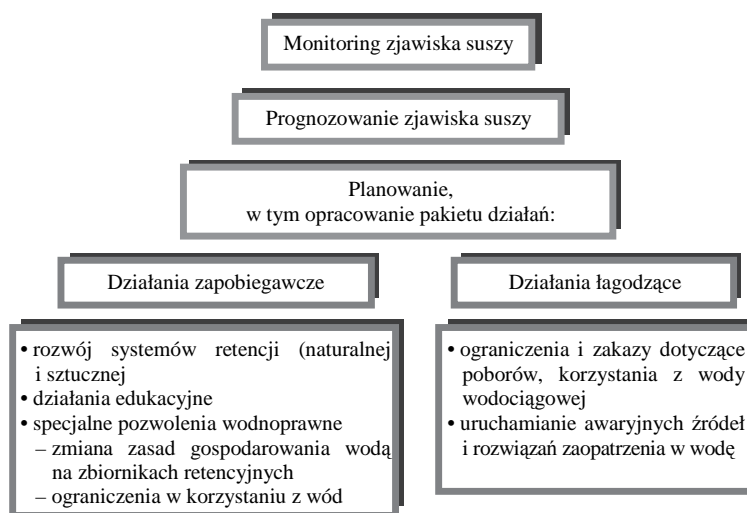 Monitoring zjawiska suszy
Prognozowanie zjawiska suszy
Planowanie,
w tym opracowanie pakietu działań:
Działania zapobiegawcze
• rozwój systemów retencji (naturalnej
i sztucznej
• działania edukacyjne
• specjalne pozwolenia wodnoprawne
– zmiana zasad gospodarowania wodą
na zbiornikach retencyjnych
– ograniczenia w korzystaniu z wód
Działania łagodzące
• ograniczenia i zakazy dotyczące
poborów, korzystania z wody
wodociągowej
• uruchamianie awaryjnych źródeł
i rozwiązań zaopatrzenia w wodę